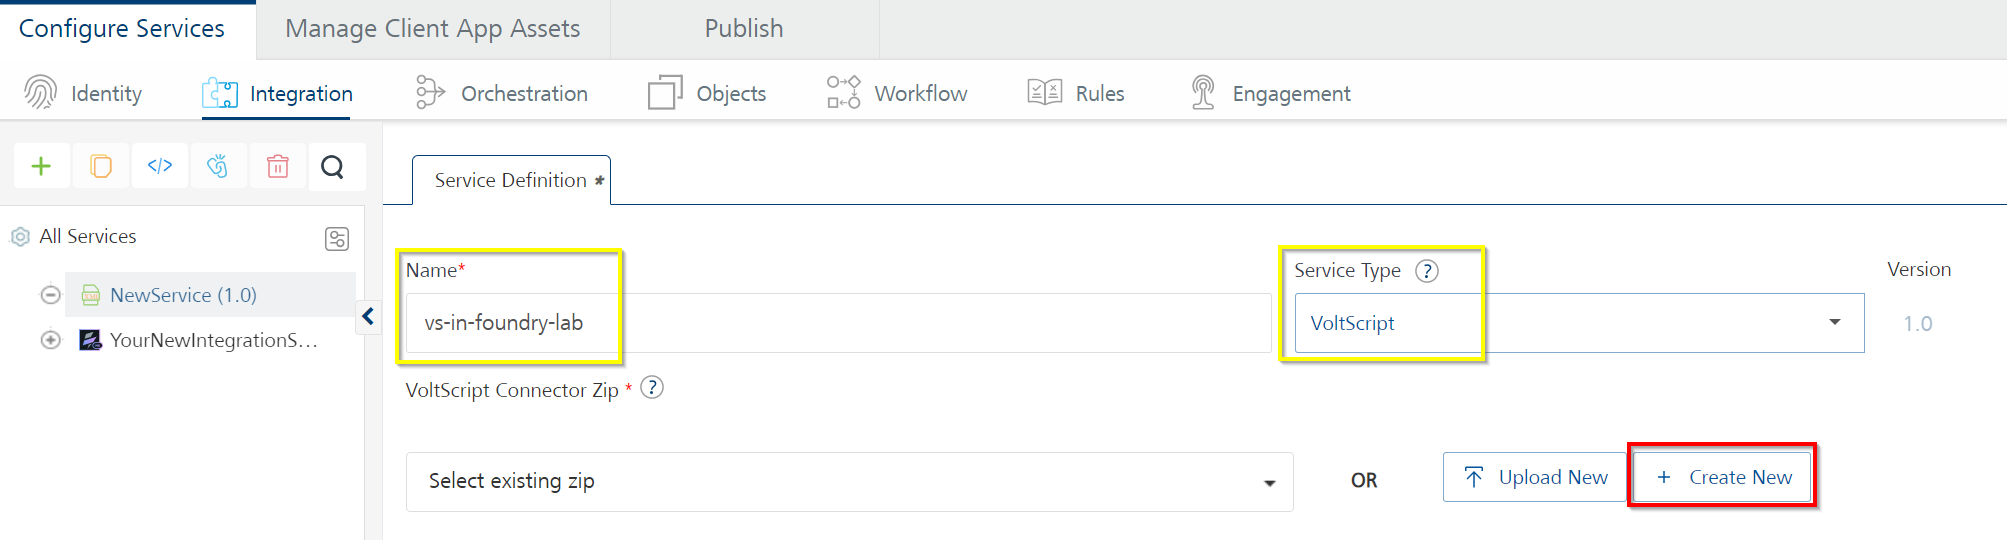 Configure Services Manage Client App Assets Publish
Identity Integration Orchestration Objects Workflow Rules Engagement
</>
Service Definition *
All Services
Name* Service Type ? Version
NewService (1.0)
vs-in-foundry-lab VoltScript 1.0
YourNewIntegrationS...
VoltScript Connector Zip * ?
Select existing zip OR Upload New + Create New